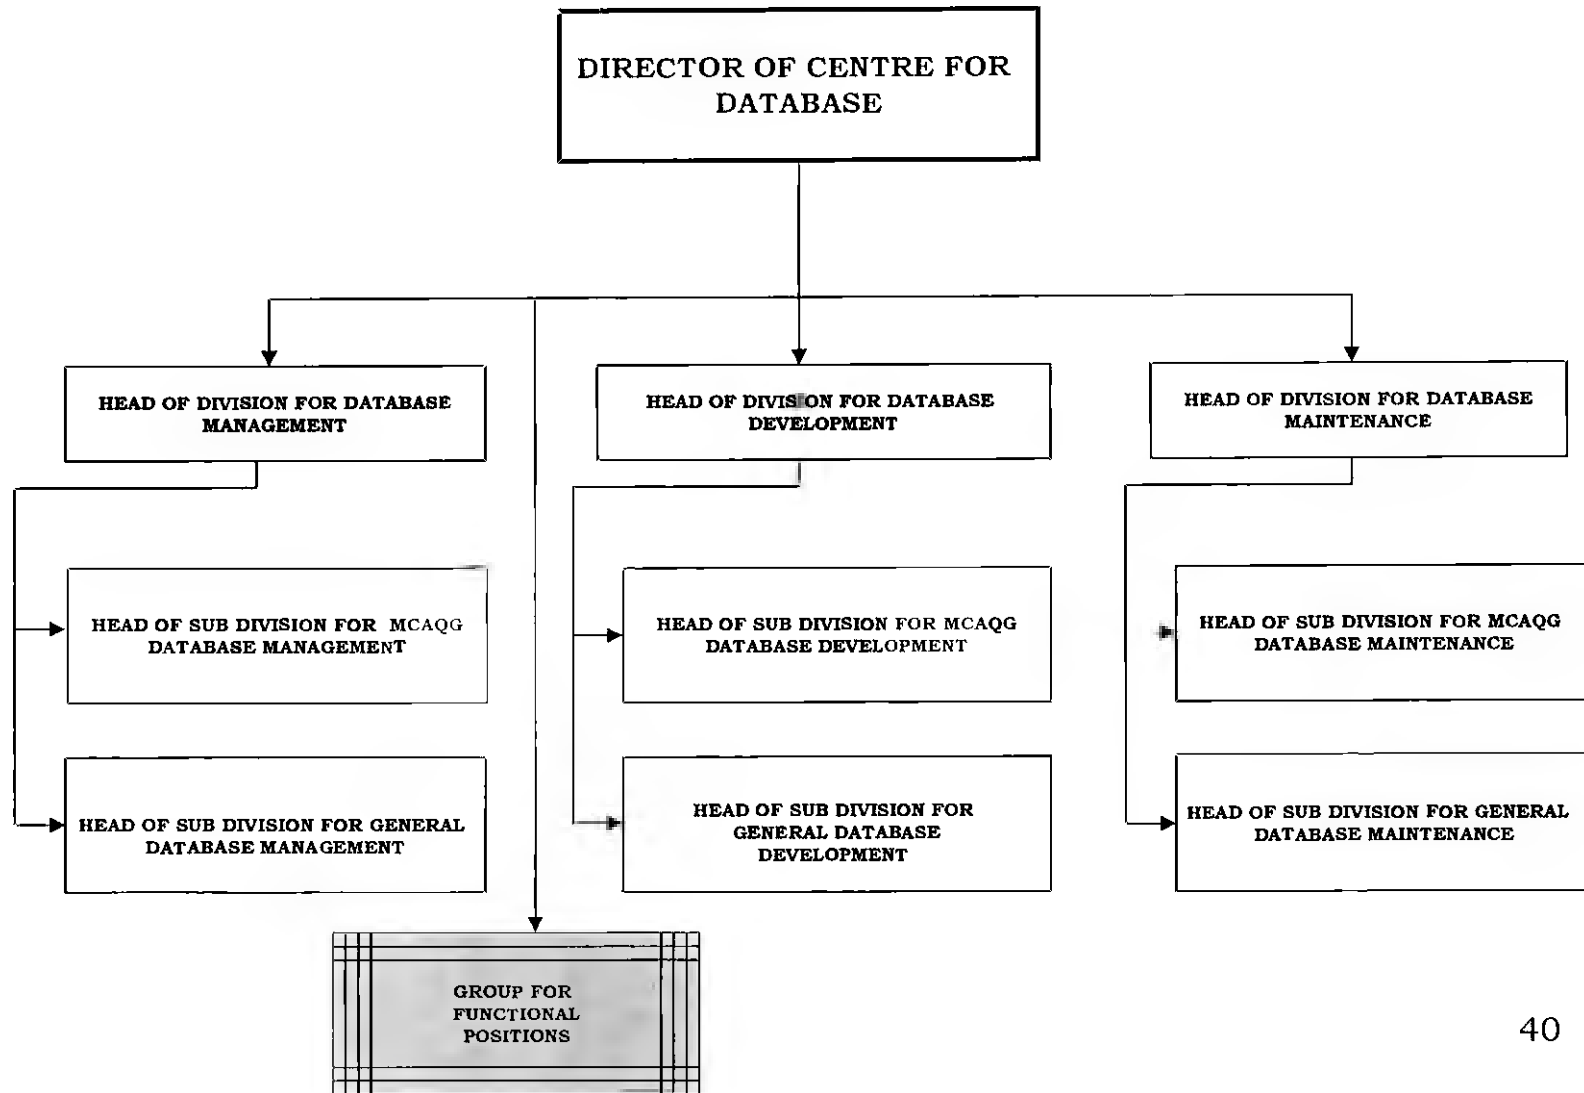 DIRECTOR OF CENTRE FOR
DATABASE
HEAD OF DIVISION FOR DATABASE
MANAGEMENT
HEAD OF DIVISION FOR DATABASE
DEVELOPMENT
HEAD OF DIVISION FOR DATABASE
MAINTENANCE
HEAD OF SUB DIVISION FOR MCAQG
DATABASE MANAGEMENT
HEAD OF SUB DIVISION FOR MCAQG
DATABASE DEVELOPMENT
HEAD OF SUB DIVISION FOR MCAQG
DATABASE MAINTENANCE
HEAD OF SUB DIVISION FOR GENERAL
DATABASE MANAGEMENT
HEAD OF SUB DIVISION FOR
GENERAL DATABASE
DEVELOPMENT
HEAD OF SUB DIVISION FOR GENERAL
DATABASE MAINTENANCE
GROUP FOR
FUNCTIONAL
POSITIONS
40